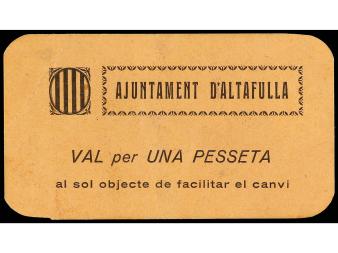 AJUNTAMENT D'ALTAFULLA
VAL per UNA PESSETA
al sol objecte de facilitar el canvi